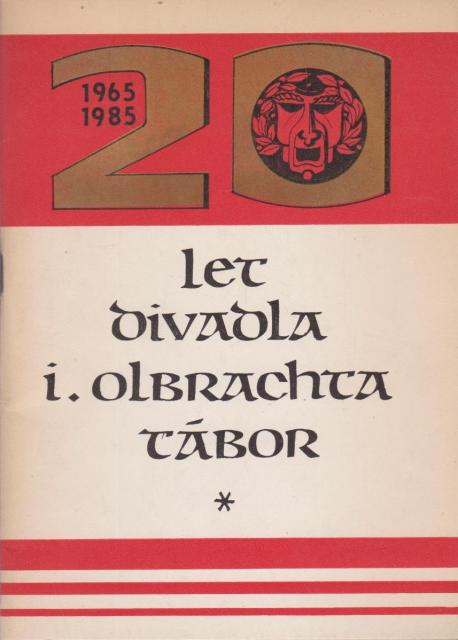 20
1965
1985
let
divadla
i. olbrachta
tábor
*